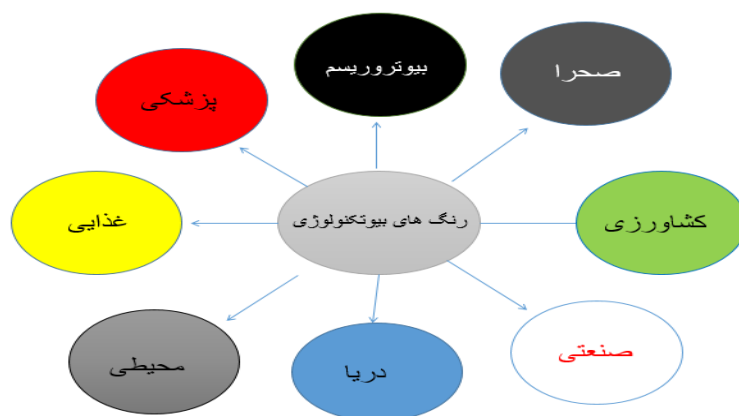 بیوتروریسم
صحرا
پزشکی
رنگ های بیوتکنولوژی
کشاورزی
غذایی
صنعتی
دریا
محیطی